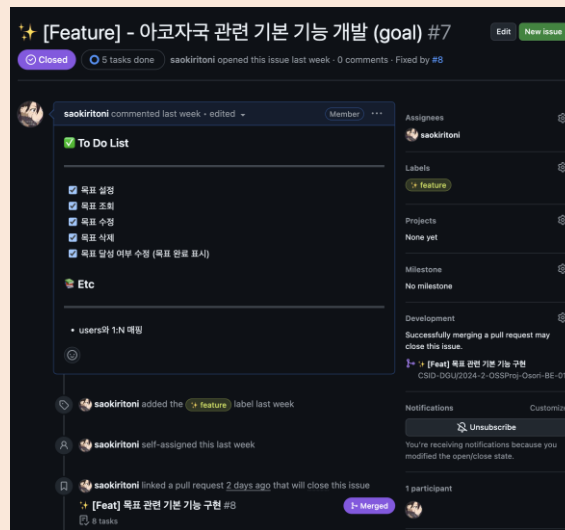 ✨ [Feature] - 아코자국 관련 기본 기능 개발 (goal) #7
Edit
New issue
Closed
5 tasks done
saokiritoni opened this issue last week · 0 comments · Fixed by #8
saokiritoni commented last week · edited
Member
✅ To Do List
목표 설정
목표 조회
목표 수정
목표 삭제
목표 달성 여부 수정 (목표 완료 표시)
📚 Etc
• users와 1:N 매핑
saokiritoni added the ✨ feature label last week
saokiritoni self-assigned this last week
saokiritoni linked a pull request 2 days ago that will close this issue
✨ [Feat] 목표 관련 기본 기능 구현 #8
Merged
8 tasks
Assignees
saokiritoni
Labels
✨ feature
Projects
None yet
Milestone
No milestone
Development
Successfully merging a pull request may
close this issue.
✨ [Feat] 목표 관련 기본 기능 구현
CSID-DGU/2024-2-OSSProj-Osori-BE-01
Notifications
Customize
Unsubscribe
You're receiving notifications because you
modified the open/close state.
1 participant